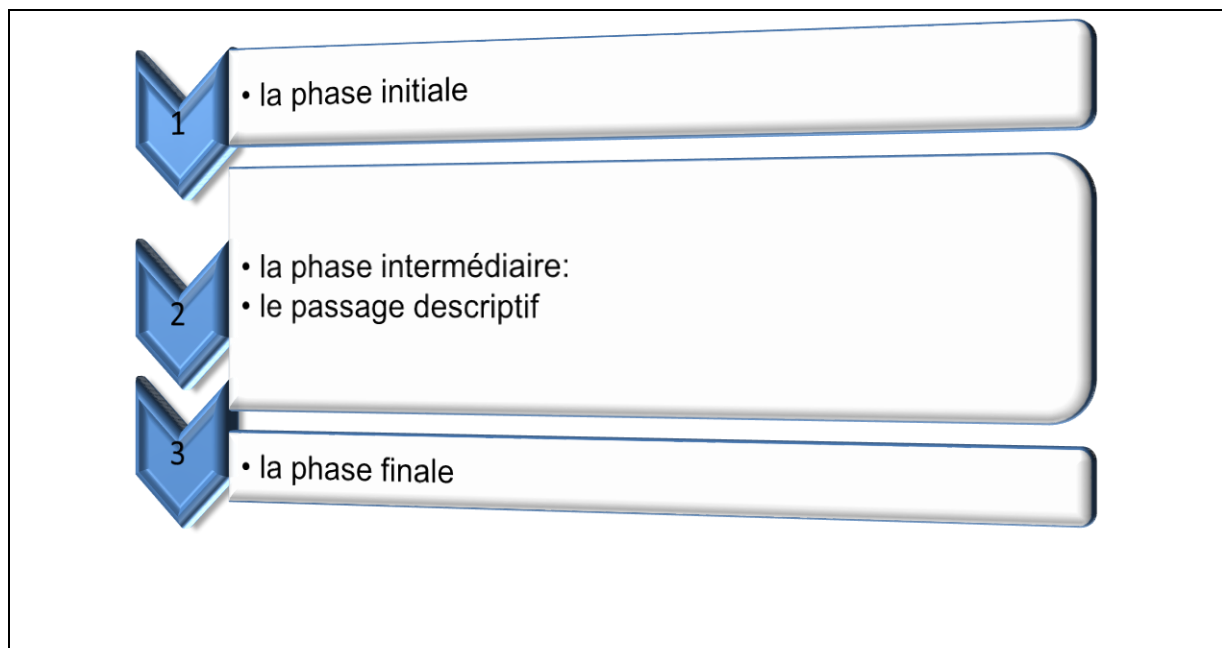 1
• la phase initiale
2
• la phase intermédiaire:
• le passage descriptif
3
• la phase finale